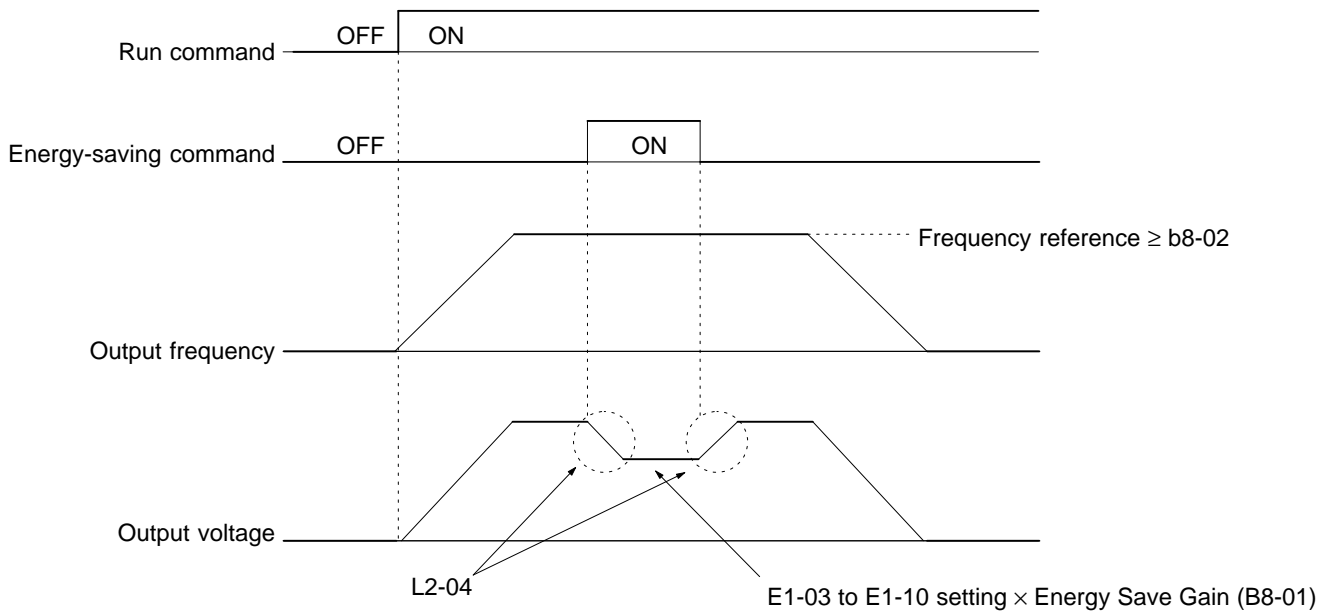 OFF ON
Run command
OFF ON
Energy-saving command
Frequency reference ≥ b8-02
Output frequency
Output voltage
L2-04
E1-03 to E1-10 setting × Energy Save Gain (B8-01)